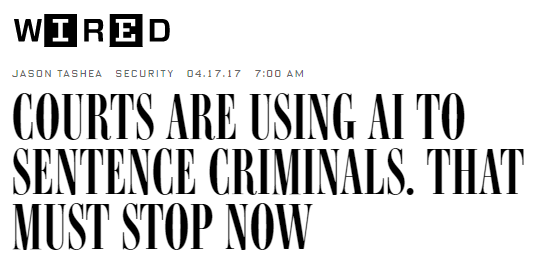 WIRED
JASON TASHEA SECURITY 04.17.17 7:00 AM
COURTS ARE USING AI TO
SENTENCE CRIMINALS. THAT
MUST STOP NOW